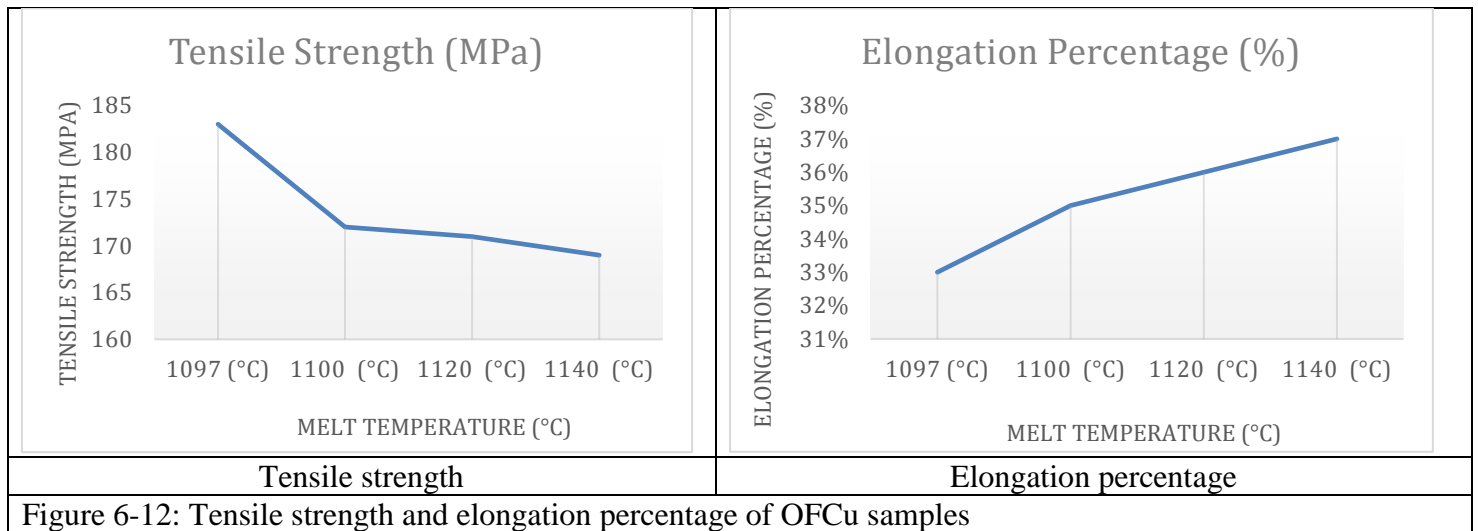 Tensile Strength (MPa)
TENSILE STRENGTH (MPA)
185
180
175
170
165
160
1097 (°C) 1100 (°C) 1120 (°C) 1140 (°C)
MELT TEMPERATURE (°C)
Tensile strength
Elongation Percentage (%)
ELONGATION PERCENTAGE (%)
38%
37%
36%
35%
34%
33%
32%
31%
1097 (°C) 1100 (°C) 1120 (°C) 1140 (°C)
MELT TEMPERATURE (°C)
Elongation percentage
Figure 6-12: Tensile strength and elongation percentage of OFCu samples